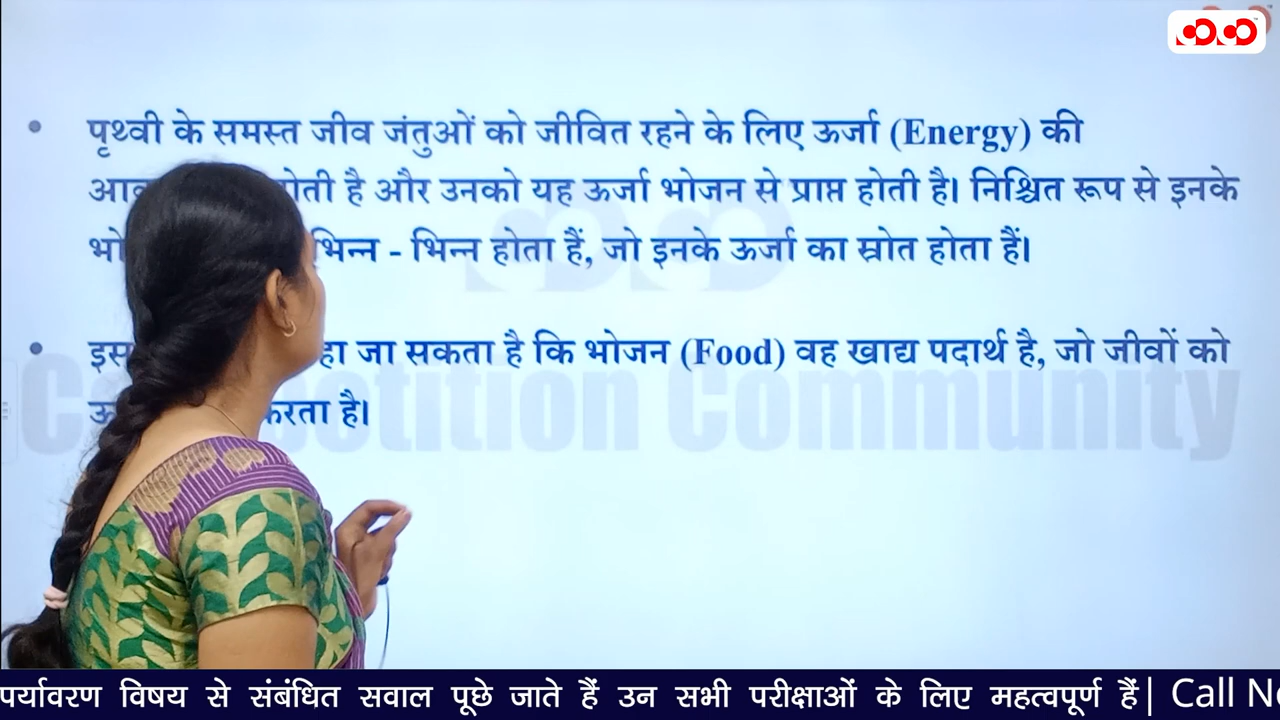 पृथ्वी के समस्त जीव जंतुओं को जीवित रहने के लिए ऊर्जा (Energy) की
होती है और उनको यह ऊर्जा भोजन से प्राप्त होती है। निश्चित रूप से इनके
भिन्न - भिन्न होता हैं, जो इनके ऊर्जा का स्रोत होता हैं।
जा सकता है कि भोजन (Food) वह खाद्य पदार्थ है, जो जीवों को
करता है।
Community
पर्यावरण विषय से संबंधित सवाल पूछे जाते हैं उन सभी परीक्षाओं के लिए महत्वपूर्ण हैं| Call